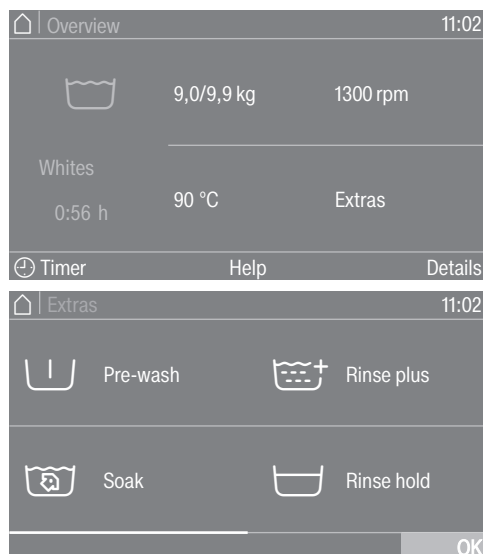 Overview 11:02
9,0/9,9 kg 1300 rpm
Whites
0:56 h
90 °C Extras
Timer Help Details
Extras 11:02
Pre-wash Rinse plus
Soak Rinse hold
OK